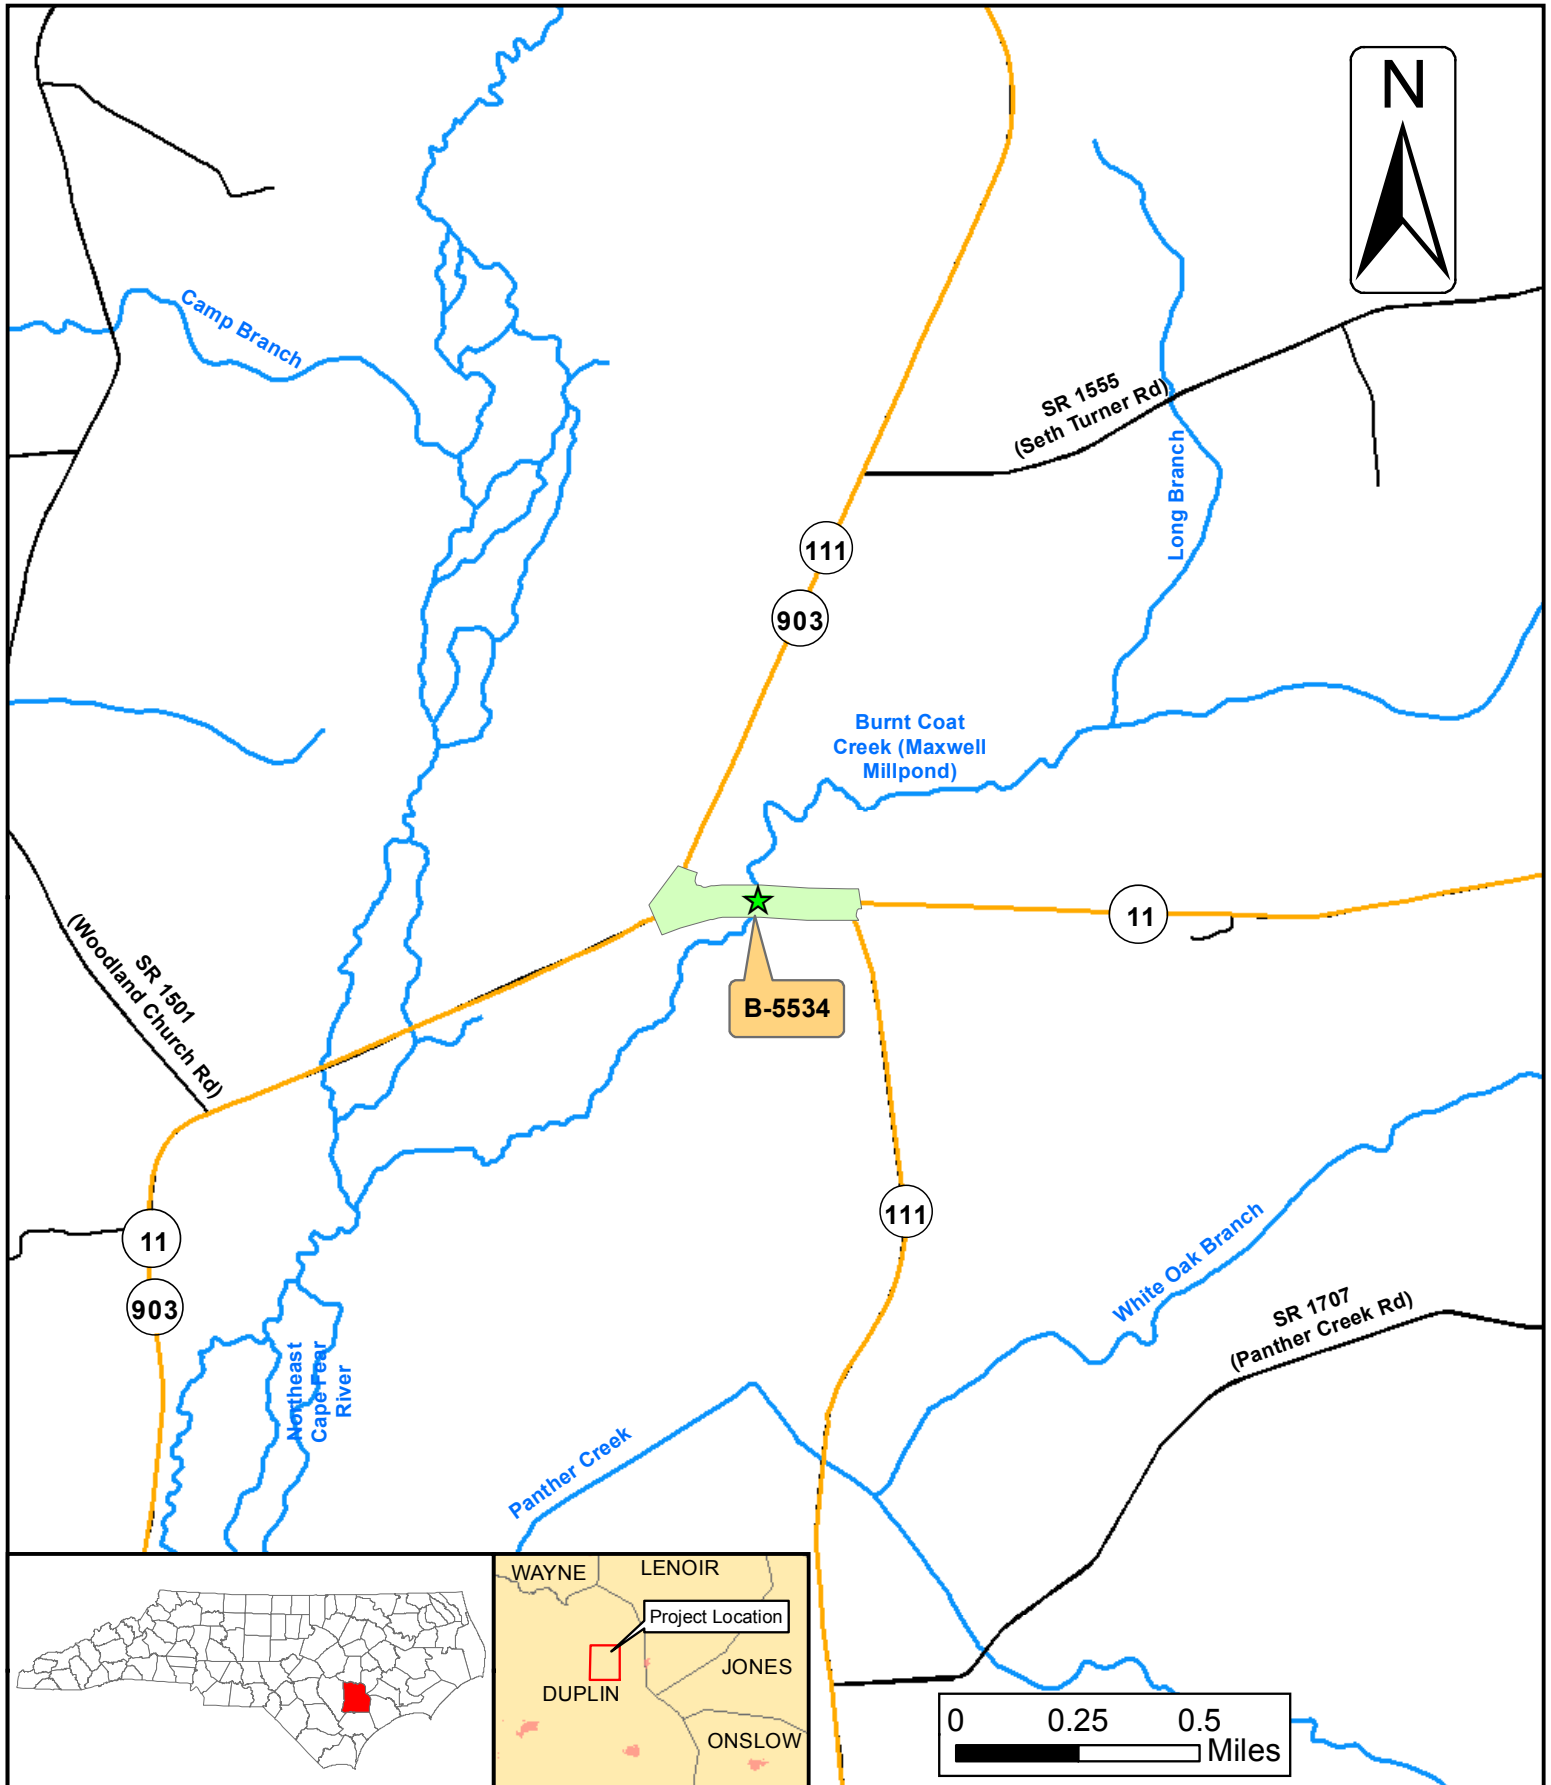 N
Camp Branch
SR 1555
(Seth Turner Rd)
Long Branch
111
903
Burnt Coat
Creek (Maxwell
Millpond)
11
SR 1501
(Woodland Church Rd)
B-5534
111
11
903
White Oak Branch
SR 1707
(Panther Creek Rd)
Northeast
Cape Fear
River
Panther Creek
WAYNE
LENOIR
Project Location
JONES
DUPLIN
ONSLOW
0 0.25 0.5
Miles